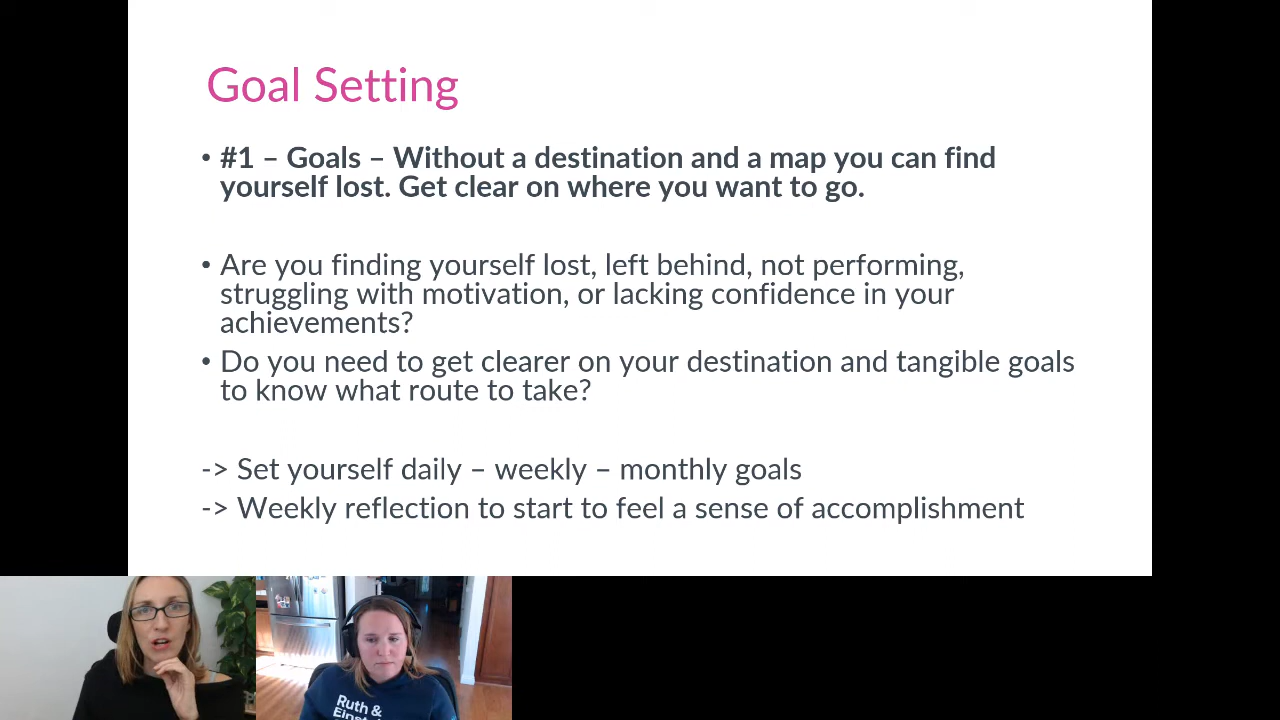 Goal Setting
• #1 – Goals – Without a destination and a map you can find
yourself lost. Get clear on where you want to go.
• Are you finding yourself lost, left behind, not performing,
struggling with motivation, or lacking confidence in your
achievements?
• Do you need to get clearer on your destination and tangible goals
to know what route to take?
-> Set yourself daily – weekly – monthly goals
-> Weekly reflection to start to feel a sense of accomplishment
Ruth &